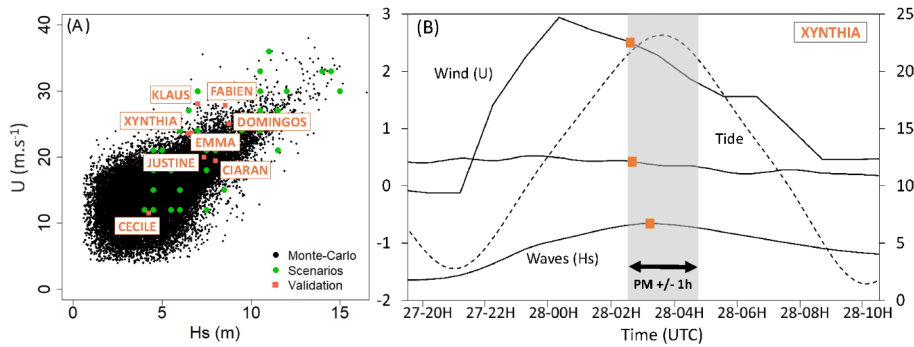 (A)
U (m.s-1)
40
30
20
10
0
KLAUS
FABIEN
XYNTHIA
DOMINGOS
EMMA
JUSTINE
CIARAN
CECILE
Monte-Carlo
Scenarios
Validation
0
5
10
15
Hs (m)
(B)
XYNTHIA
3
2
1
0
-1
-2
25
20
15
10
5
0
Wind (U)
Tide
Waves (Hs)
PM +/- 1h
27-20H 27-22H 28-00H 28-02H 28-04H 28-06H 28-08H 28-10H
Time (UTC)